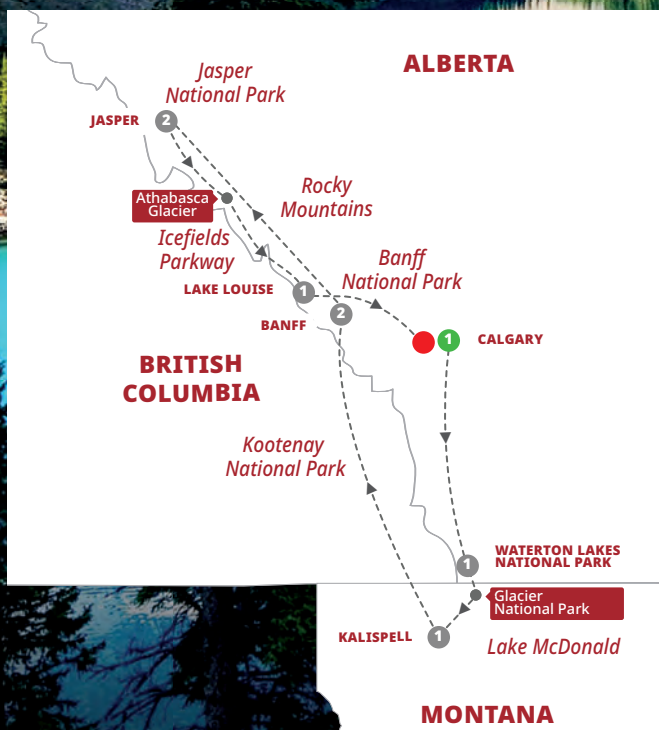 ALBERTA
Jasper
National Park
JASPER
2
Athabasca
Glacier
Rocky
Mountains
Icefields
Parkway
Banff
National Park
LAKE LOUISE
1
BANFF
2
1
CALGARY
BRITISH
COLUMBIA
Kootenay
National Park
WATERTON LAKES
NATIONAL PARK
1
Glacier
National Park
KALISPELL
1
Lake McDonald
MONTANA